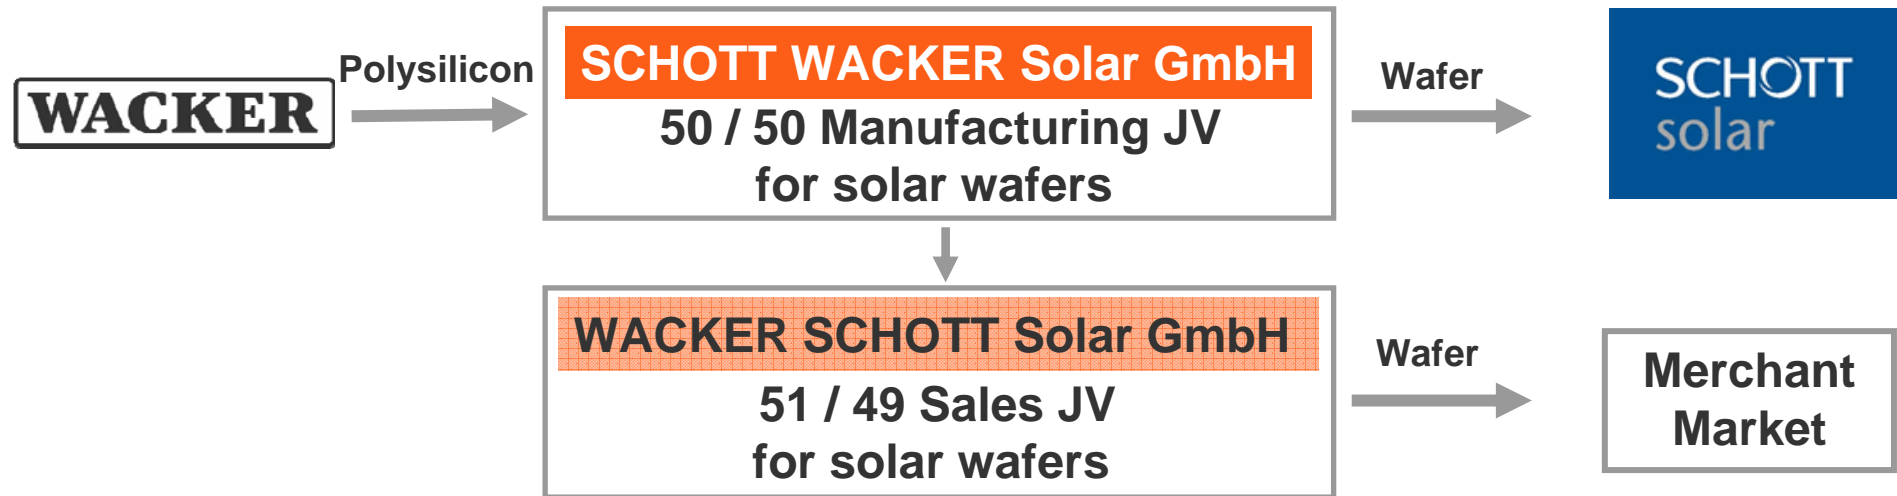 WACKER
Polysilicon
SCHOTT WACKER Solar GmbH
50 / 50 Manufacturing JV
for solar wafers
Wafer
SCHOTT
solar
WACKER SCHOTT Solar GmbH
51 / 49 Sales JV
for solar wafers
Wafer
Merchant
Market